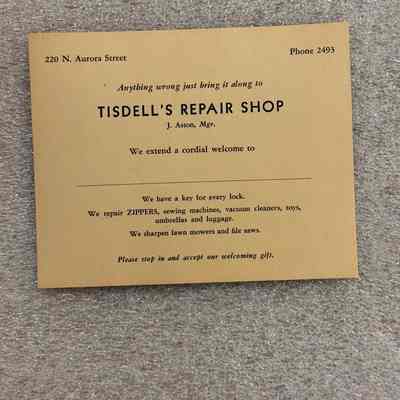 220 N. Aurora Street Phone 2493
Anything wrong just bring it along to
TISDELL'S REPAIR SHOP
J. Aston, Mgr.
We extend a cordial welcome to
We have a key for every lock.
We repair ZIPPERS, sewing machines, vacuum cleaners, toys,
umbrellas and luggage.
We sharpen lawn mowers and file saws.
Please stop in and accept our welcoming gift.